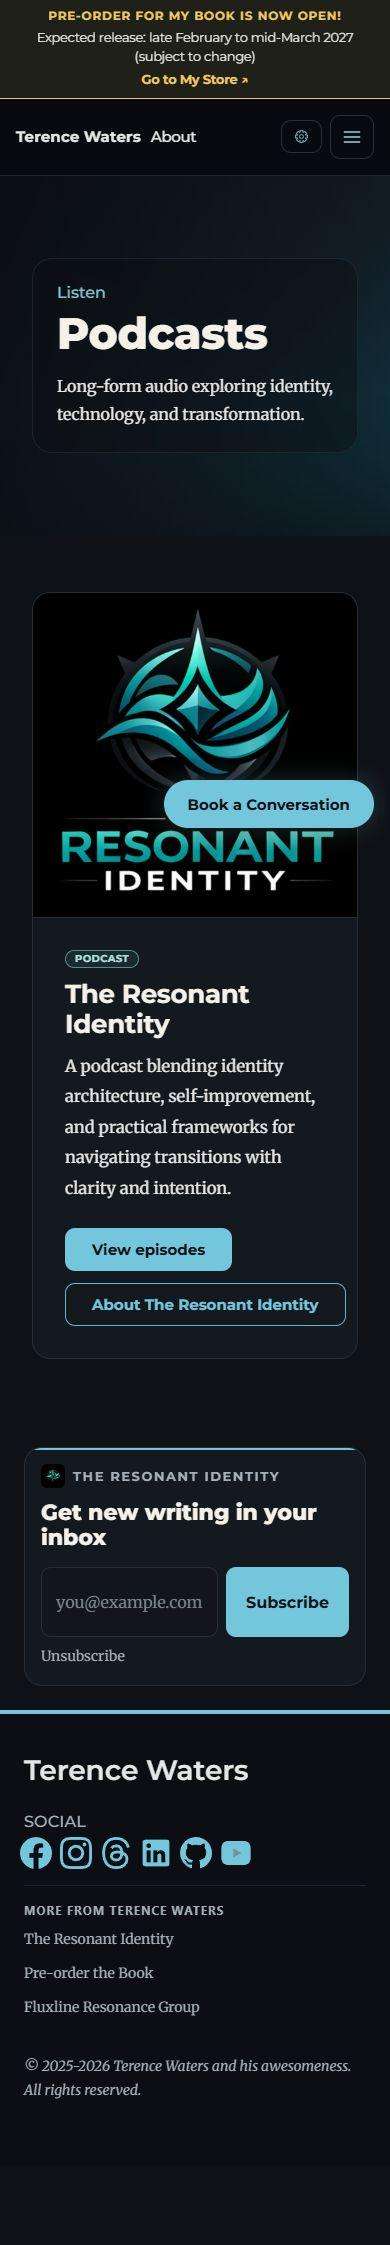 PRE-ORDER FOR MY BOOK IS NOW OPEN!
Expected release: late February to mid-March 2027
(subject to change)
Go to My Store ↗
Terence Waters About
Listen
Podcasts
Long-form audio exploring identity,
technology, and transformation.
Book a Conversation
RESONANT
IDENTITY
PODCAST
The Resonant
Identity
A podcast blending identity
architecture, self-improvement,
and practical frameworks for
navigating transitions with
clarity and intention.
View episodes
About The Resonant Identity
THE RESONANT IDENTITY
Get new writing in your
inbox
you@example.com
Subscribe
Unsubscribe
Terence Waters
SOCIAL
MORE FROM TERENCE WATERS
The Resonant Identity
Pre-order the Book
Fluxline Resonance Group
© 2025-2026 Terence Waters and his awesomeness.
All rights reserved.